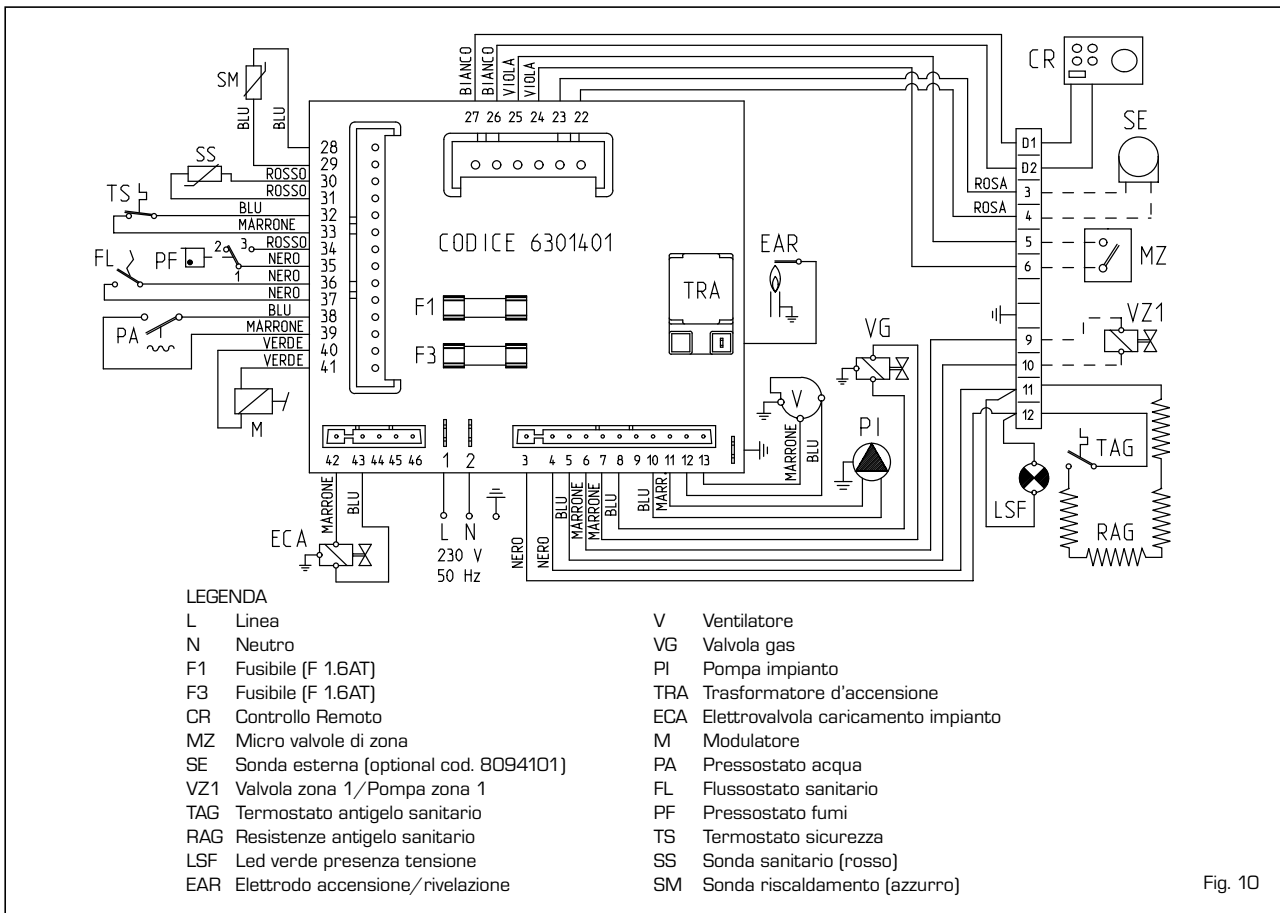 BIANCO
BIANCO
VIOLA
VIOLA
27 26 25 24 23 22
CR
SM
BLU
BLU
SS
TS
28
29
ROSSO 30
ROSSO 31
BLU 32
MARRONE 33
ROSSO 34
NERO 35
NERO 36
NERO 37
BLU 38
MARRONE 39
VERDE 40
VERDE 41
FL
PF
2
3
1
PA
M
CODICE 6301401
F1
F3
TRA
EAR
VG
V
PI
MARRONE
BLU
SE
D1
D2
ROSA 3
ROSA 4
5
6
MZ
VZ1
9
10
11
12
TAG
LSF
RAG
42 43 44 45 46
1 2
3 4 5 6 7 8 9 10 11 12 13
MARRONE
BLU
ECA
L N
230 V
50 Hz
NERO
NERO
BLU
MARRONE
MARRONE
BLU
BLU
MARR.
LEGENDA
L Linea
N Neutro
F1 Fusibile (F 1.6AT)
F3 Fusibile (F 1.6AT)
CR Controllo Remoto
MZ Micro valvole di zona
SE Sonda esterna (optional cod. 8094101)
VZ1 Valvola zona 1/Pompa zona 1
TAG Termostato antigelo sanitario
RAG Resistenze antigelo sanitario
LSF Led verde presenza tensione
EAR Elettrodo accensione/rivelazione
V Ventilatore
VG Valvola gas
PI Pompa impianto
TRA Trasformatore d'accensione
ECA Elettrovalvola caricamento impianto
M Modulatore
PA Pressostato acqua
FL Flussostato sanitario
PF Pressostato fumi
TS Termostato sicurezza
SS Sonda sanitario (rosso)
SM Sonda riscaldamento (azzurro)
Fig. 10